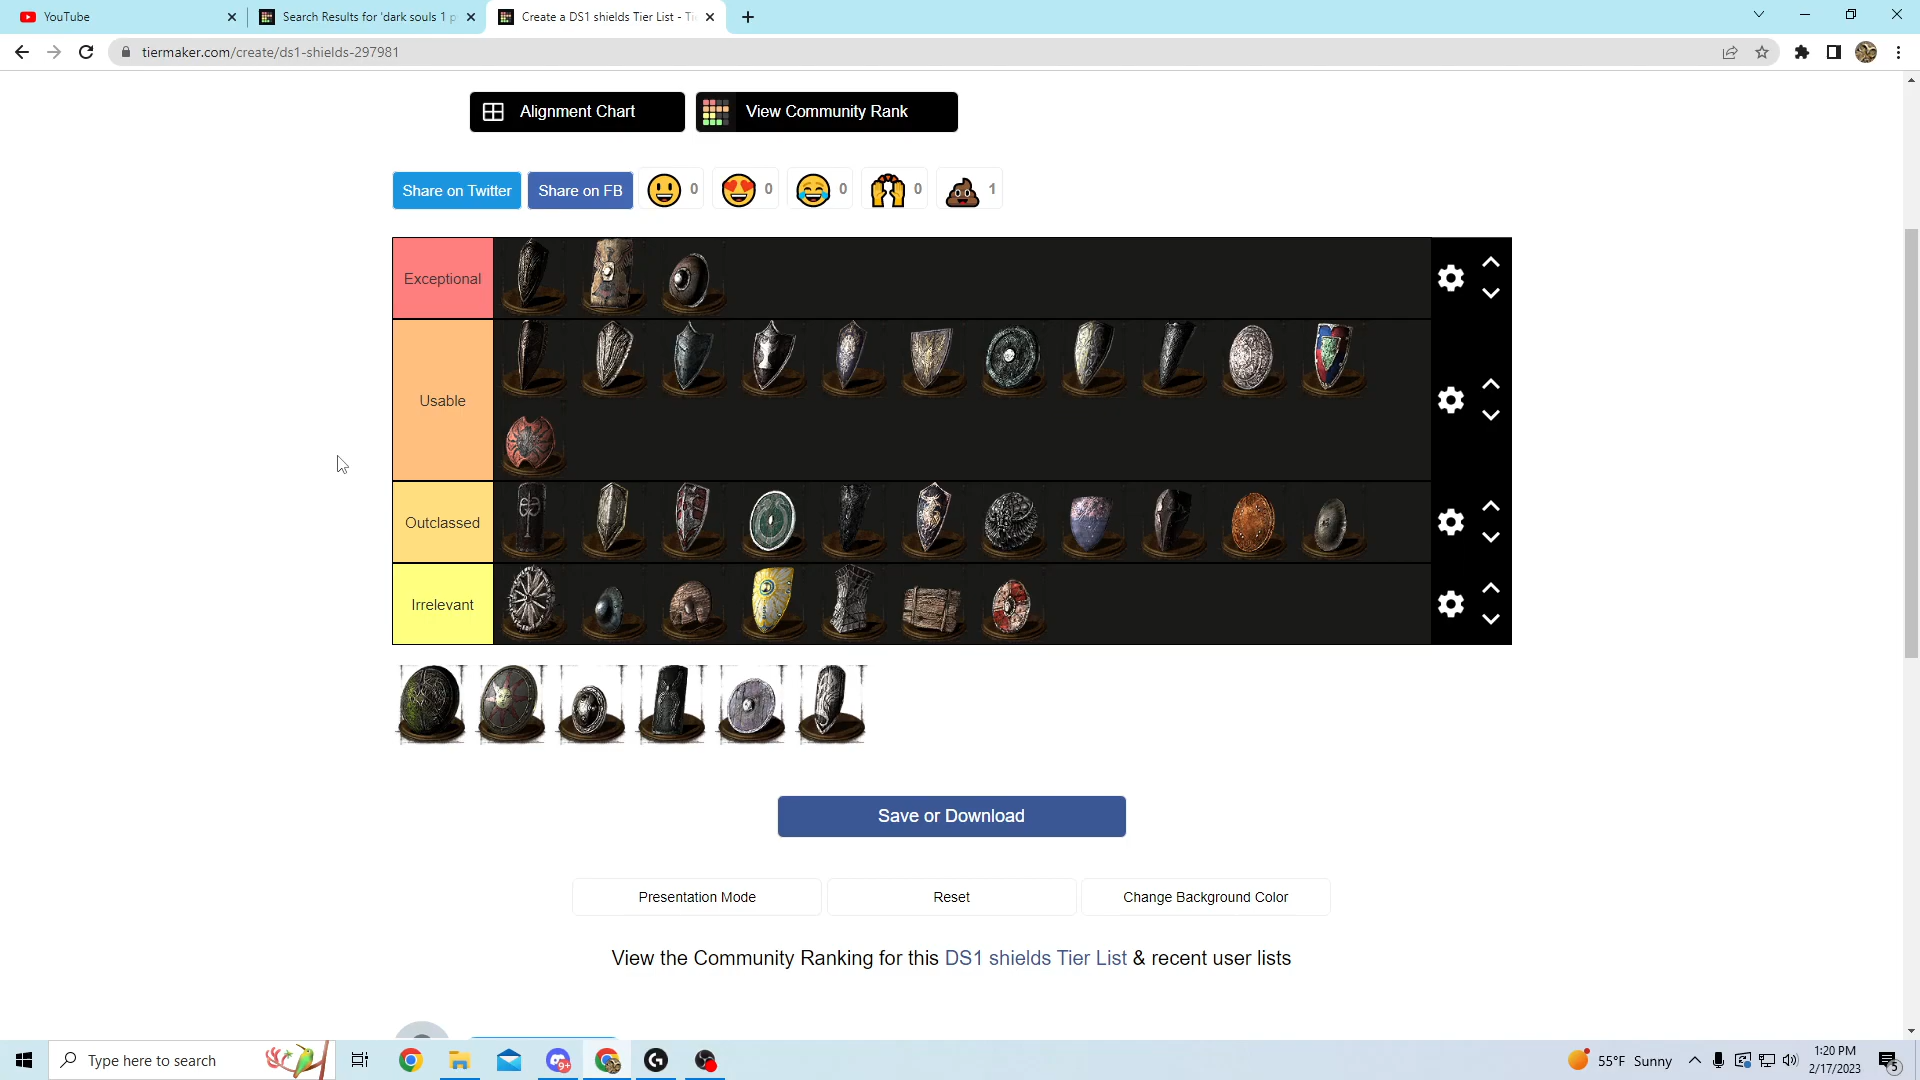 YouTube
Search Results for 'dark souls 1 p
Create a DS1 shields Tier List - Ti
tiermaker.com/create/ds1-shields-297981
Alignment Chart
View Community Rank
Share on Twitter
Share on FB
0
0
0
0
1
Exceptional
Usable
Outclassed
Irrelevant
Save or Download
Presentation Mode
Reset
Change Background Color
View the Community Ranking for this DS1 shields Tier List & recent user lists
Type here to search
9+
55°F Sunny
1:20 PM
2/17/2023
5